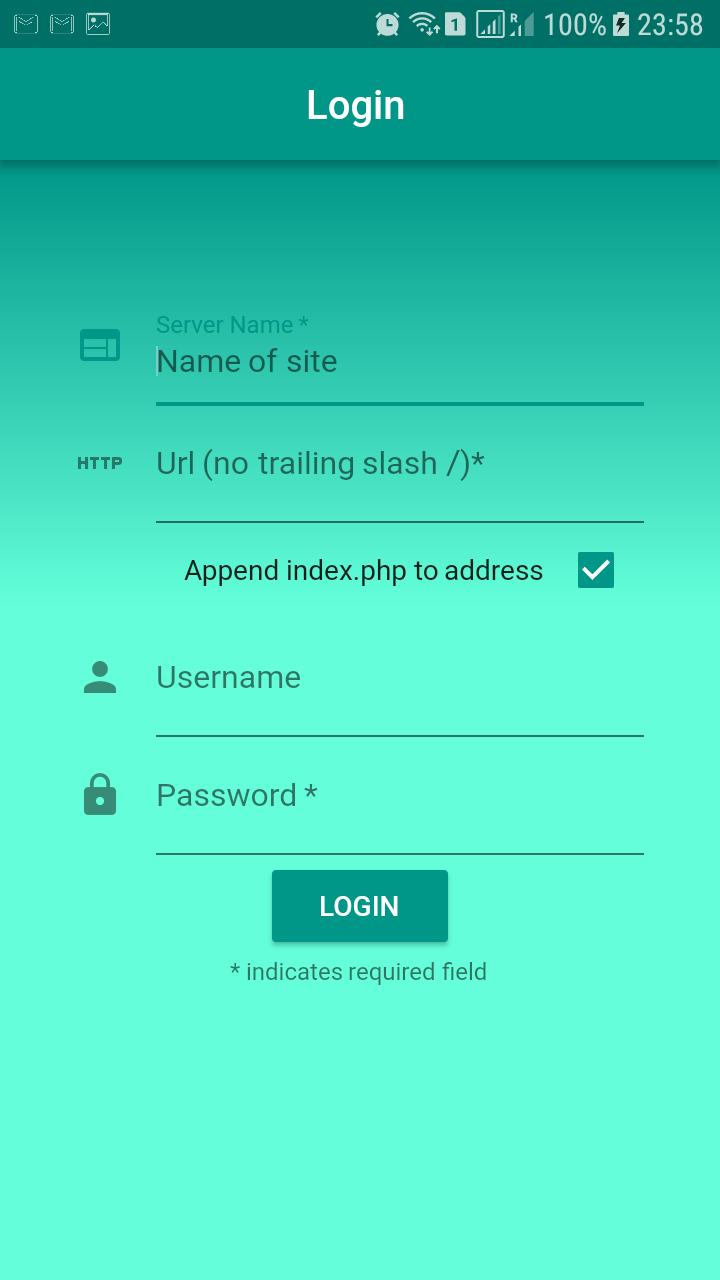 1 R 100% 23:58
Login
Server Name *
Name of site
HTTP Url (no trailing slash /)*
Append index.php to address
Username
Password *
LOGIN
* indicates required field